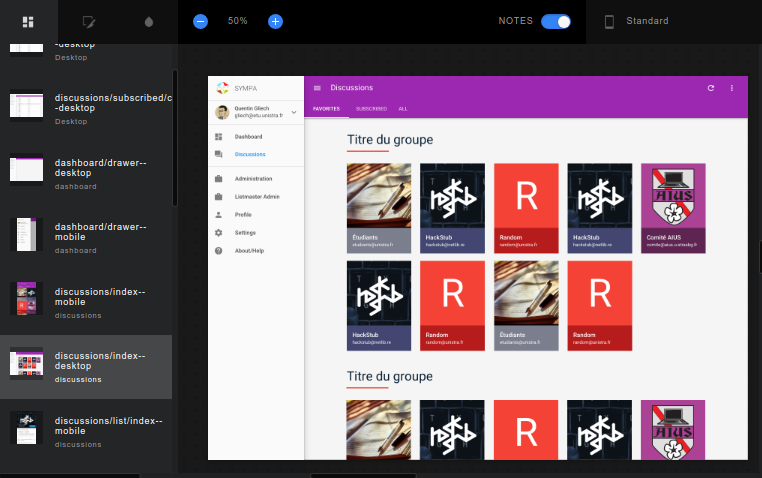 50%
NOTES
Standard
-desktop
Desktop
discussions/subscribed/c
-desktop
Desktop
dashboard/drawer--
desktop
dashboard
dashboard/drawer--
mobile
dashboard
discussions/index--
mobile
discussions
discussions/index--
desktop
discussions
discussions/list/index--
mobile
discussions
SYMPA
Quentin Gliech
gliech@etu.unistra.fr
Dashboard
Discussions
Administration
Listmaster Admin
Profile
Settings
About/Help
Discussions
FAVORITES
SUBSCRIBED
ALL
Titre du groupe
R
AIUS
Étudiants
etudiants@unistra.fr
HackStub
hackstub@netlib.re
Random
random@unistra.fr
HackStub
hackstub@netlib.re
Comité AIUS
R
R
HackStub
hackstub@netlib.re
Random
random@unistra.fr
Étudiants
etudiants@unistra.fr
Random
random@unistra.fr
Titre du groupe
R
AIUS